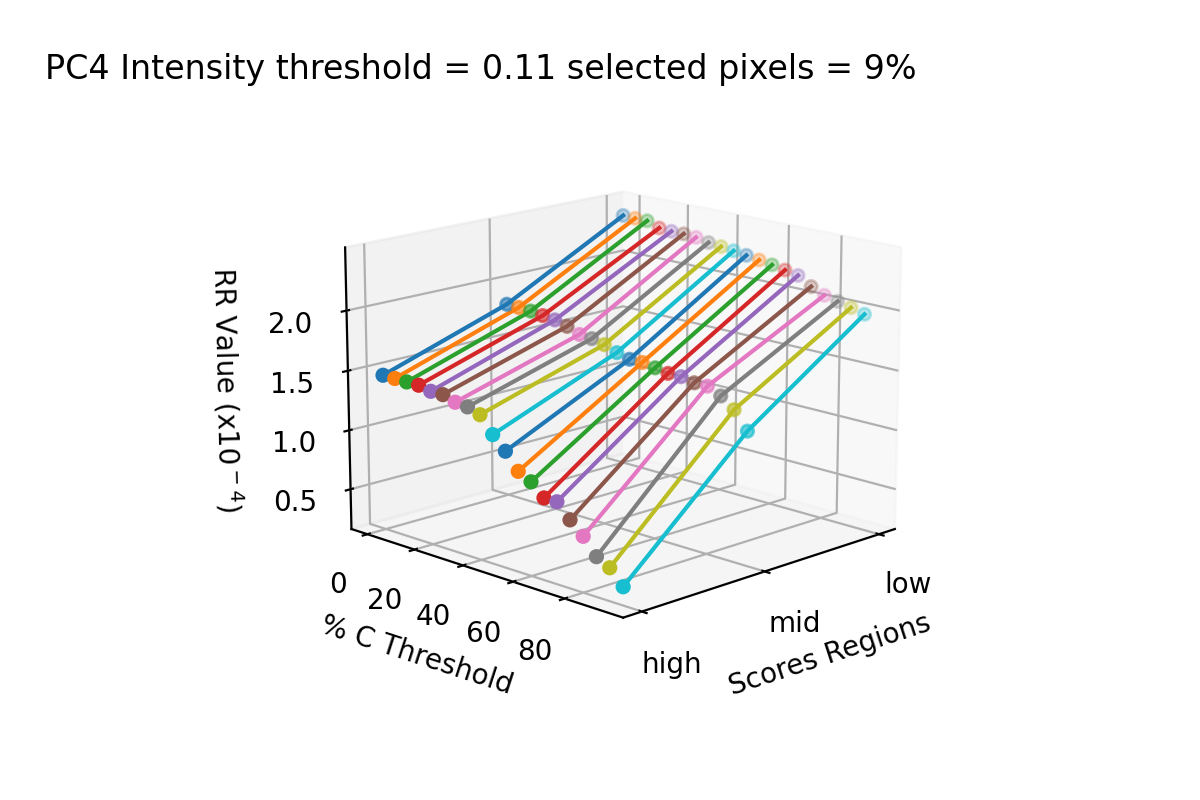 PC4 Intensity threshold = 0.11 selected pixels = 9%
RR Value (x10⁻⁴)
2.0
1.5
1.0
0.5
0
20
40
60
80
% C Threshold
high
mid
low
Scores Regions